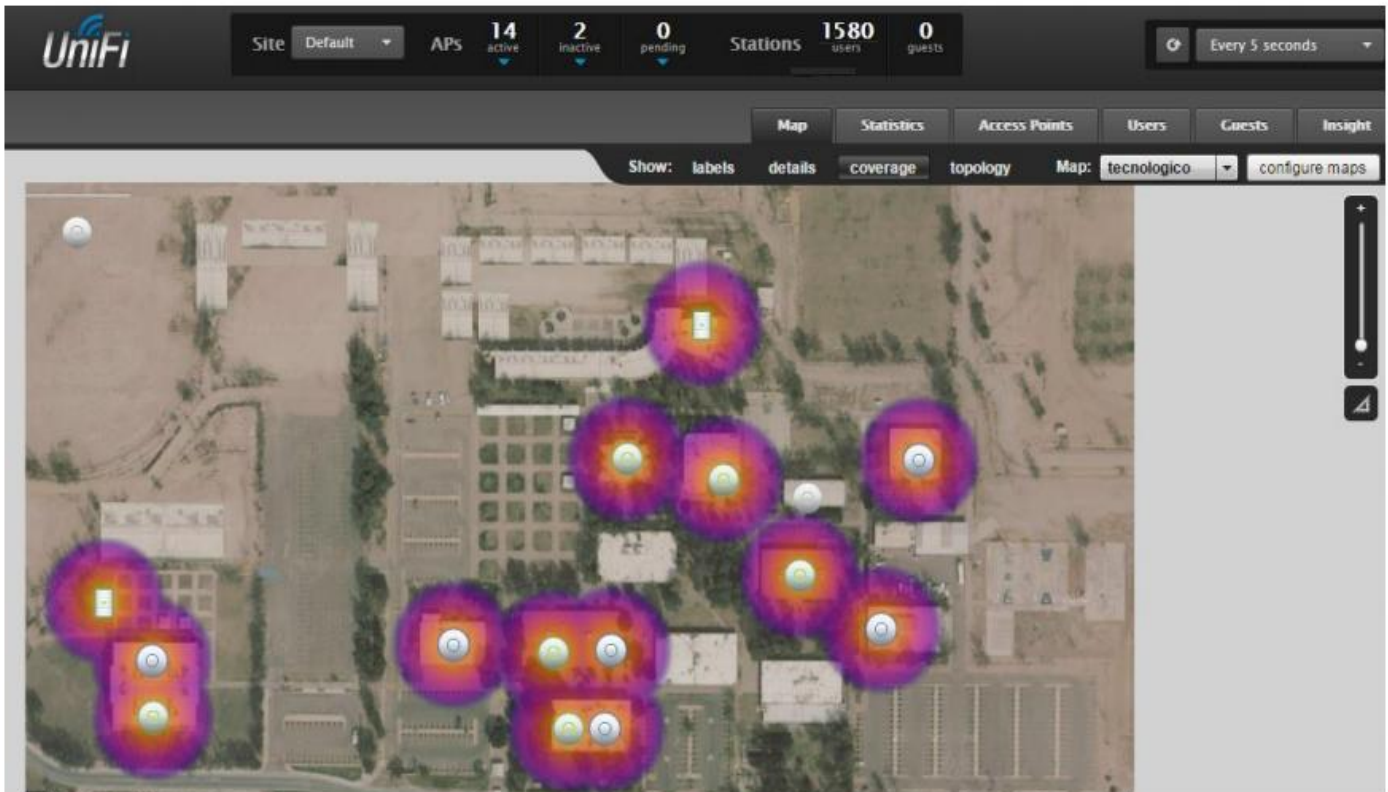 UniFi
Site Default APs 14 active 2 inactive 0 pending Stations 1580 users 0 guests Every 5 seconds
Map Statistics Access Points Users Guests Insight
Show: labels details coverage topology Map: tecnologico configure maps
+
-